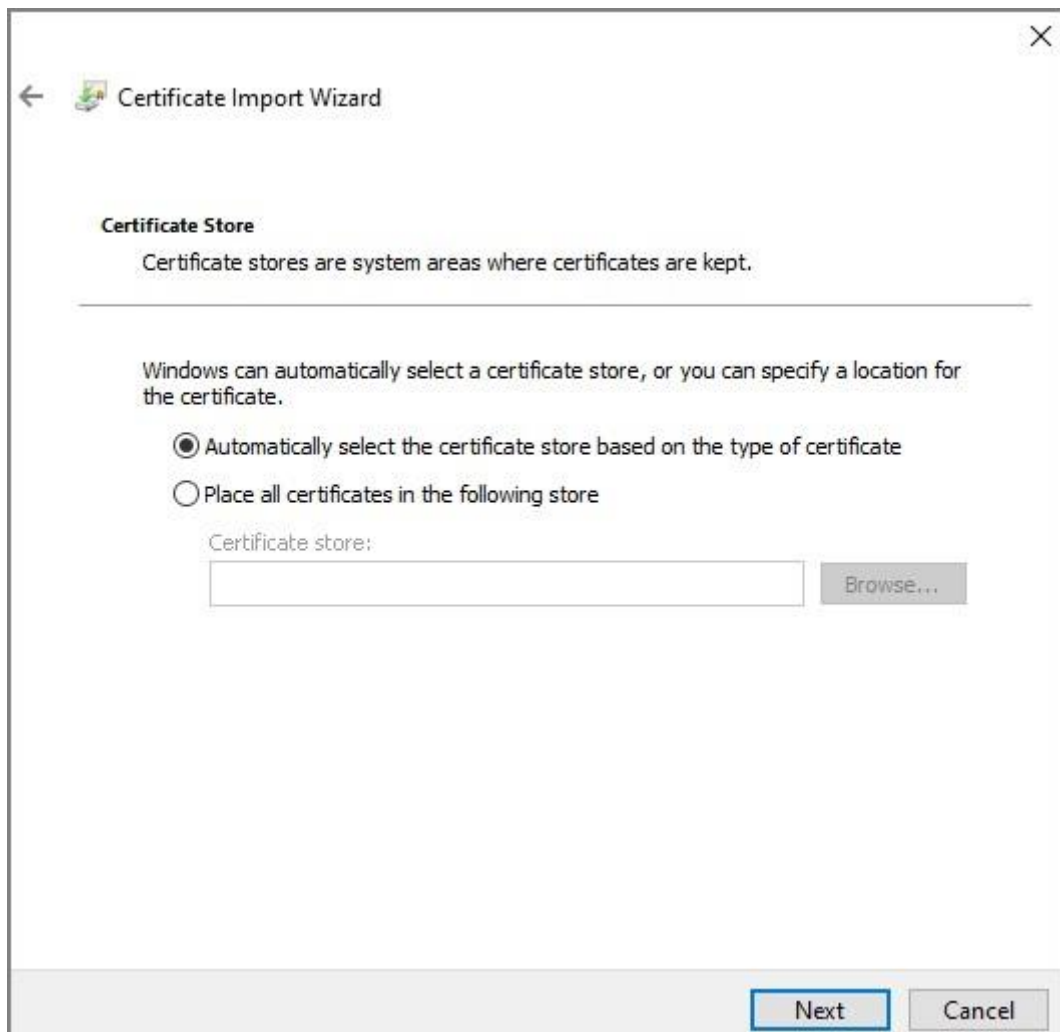 Certificate Import Wizard
Certificate Store
Certificate stores are system areas where certificates are kept.
Windows can automatically select a certificate store, or you can specify a location for
the certificate.
Automatically select the certificate store based on the type of certificate
Place all certificates in the following store
Certificate store:
Browse...
Next
Cancel